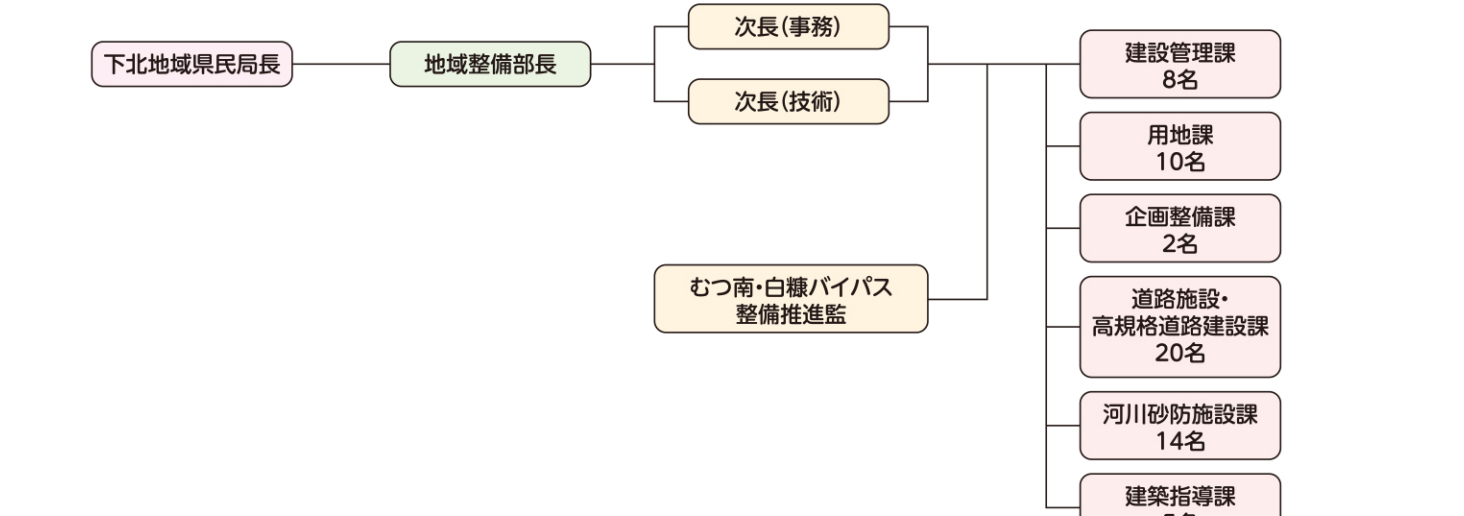 下北地域県民局長
地域整備部長
次長（事務）
次長（技術）
むつ南・白糠バイパス
整備推進監
建設管理課
8名
用地課
10名
企画整備課
2名
道路施設・
高規格道路建設課
20名
河川砂防施設課
14名
建築指導課